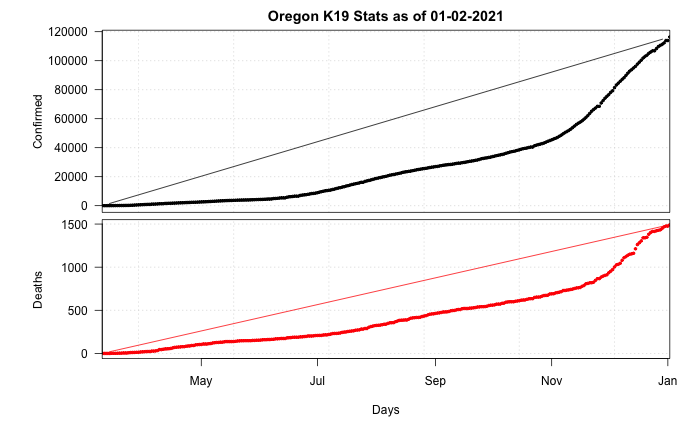 Oregon K19 Stats as of 01-02-2021
120000
100000
80000
60000
40000
20000
0
Confirmed
1500
1000
500
0
Deaths
May Jul Sep Nov Jan
Days